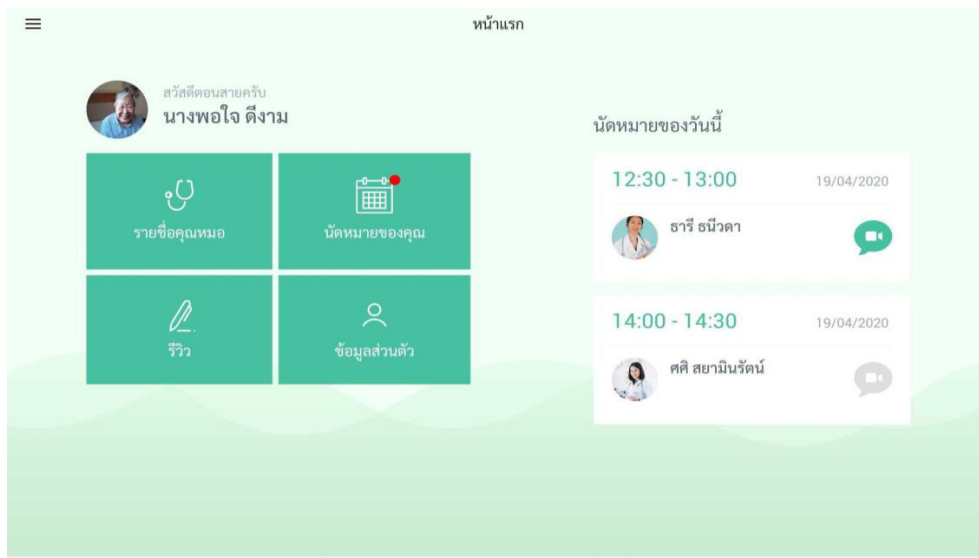 หน้าแรก
สวัสดีตอนสายครับ
นางพอใจ ดีงาม
รายชื่อคุณหมอ
นัดหมายของคุณ
รีวิว
ข้อมูลส่วนตัว
นัดหมายของวันนี้
12:30 - 13:00
19/04/2020
ธารี ธนีวดา
14:00 - 14:30
19/04/2020
ศศิ สยามินรัตน์